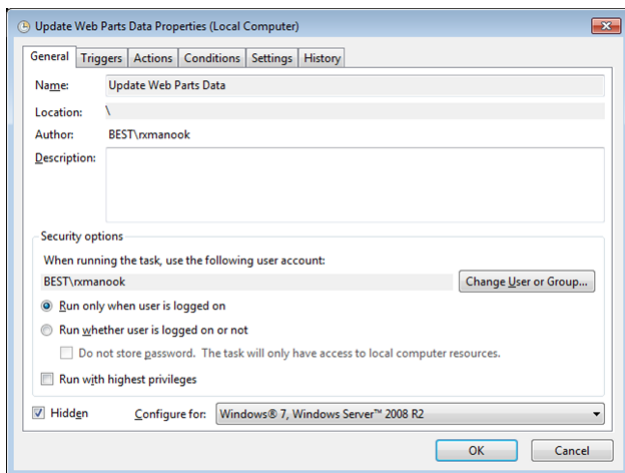 Update Web Parts Data Properties (Local Computer)
General Triggers Actions Conditions Settings History
Name: Update Web Parts Data
Location: \
Author: BEST\rxmanook
Description:
Security options
When running the task, use the following user account:
BEST\rxmanook Change User or Group...
Run only when user is logged on
Run whether user is logged on or not
Do not store password. The task will only have access to local computer resources.
Run with highest privileges
Hidden Configure for: Windows® 7, Windows Server™ 2008 R2
OK Cancel